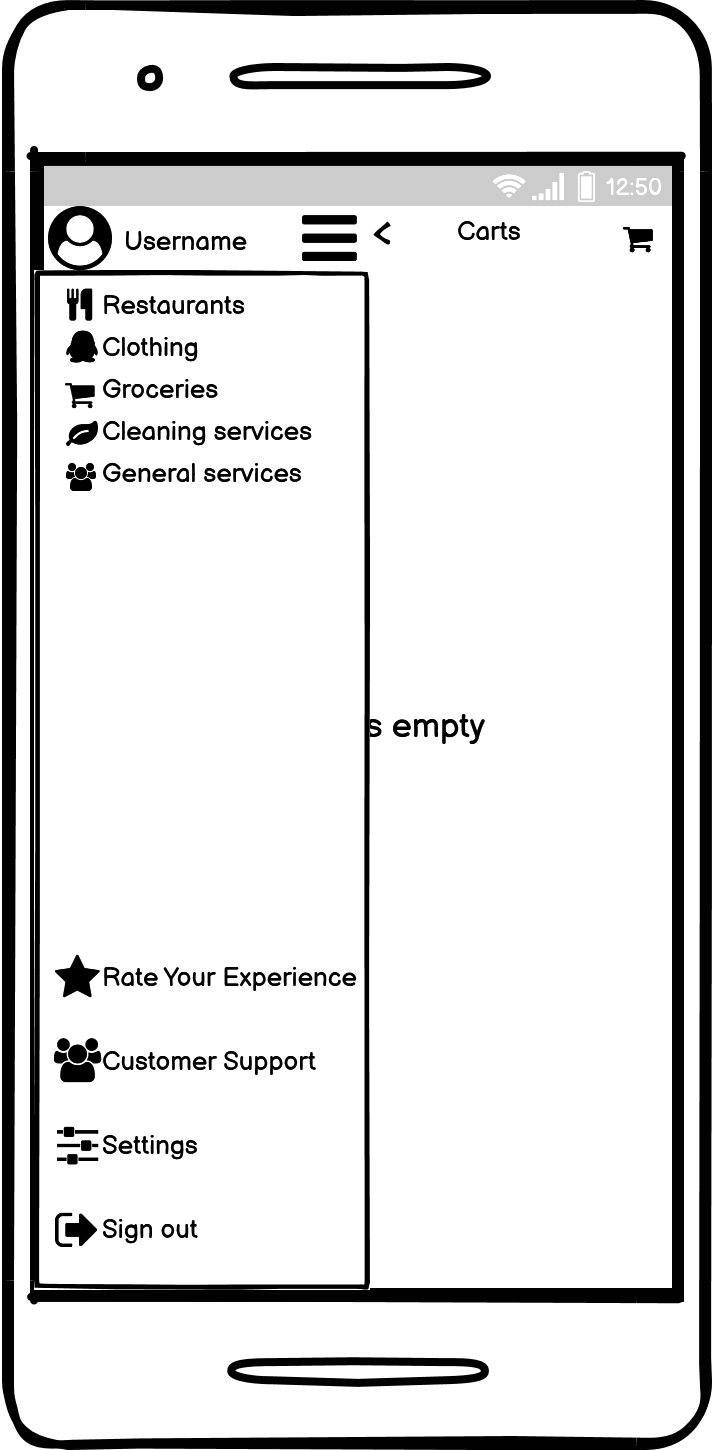 12:50
Username
Carts
Restaurants
Clothing
Groceries
Cleaning services
General services
s empty
Rate Your Experience
Customer Support
Settings
Sign out